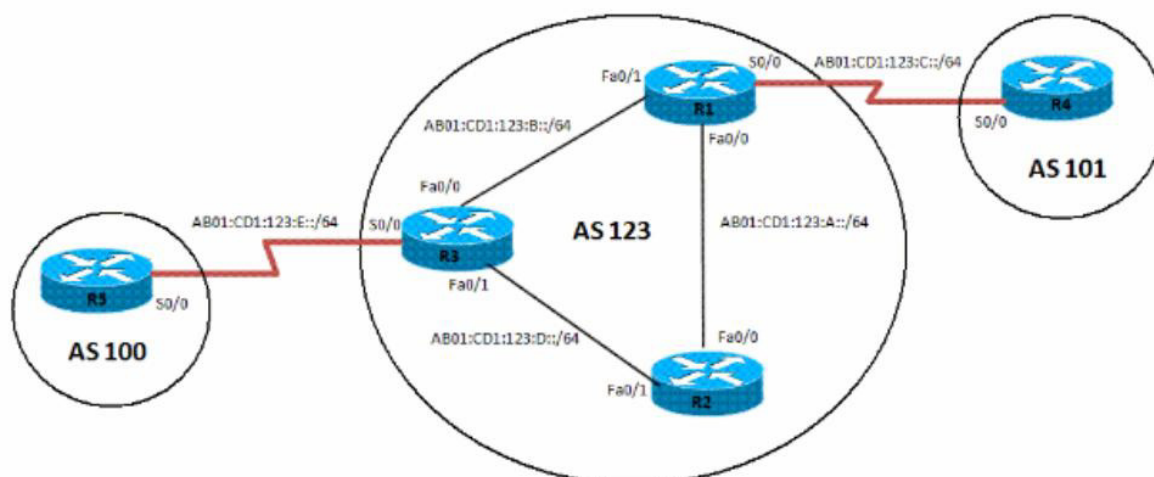 S0/0
AB01:CD1:123:C::/64
Fa0/1
R1
R4
S0/0
AB01:CD1:123:B::/64
Fa0/0
AS 101
Fa0/0
AB01:CD1:123:E::/64
S0/0
AS 123
AB01:CD1:123:A::/64
R3
Fa0/1
R5
S0/0
AS 100
AB01:CD1:123:D::/64
Fa0/0
Fa0/1
R2